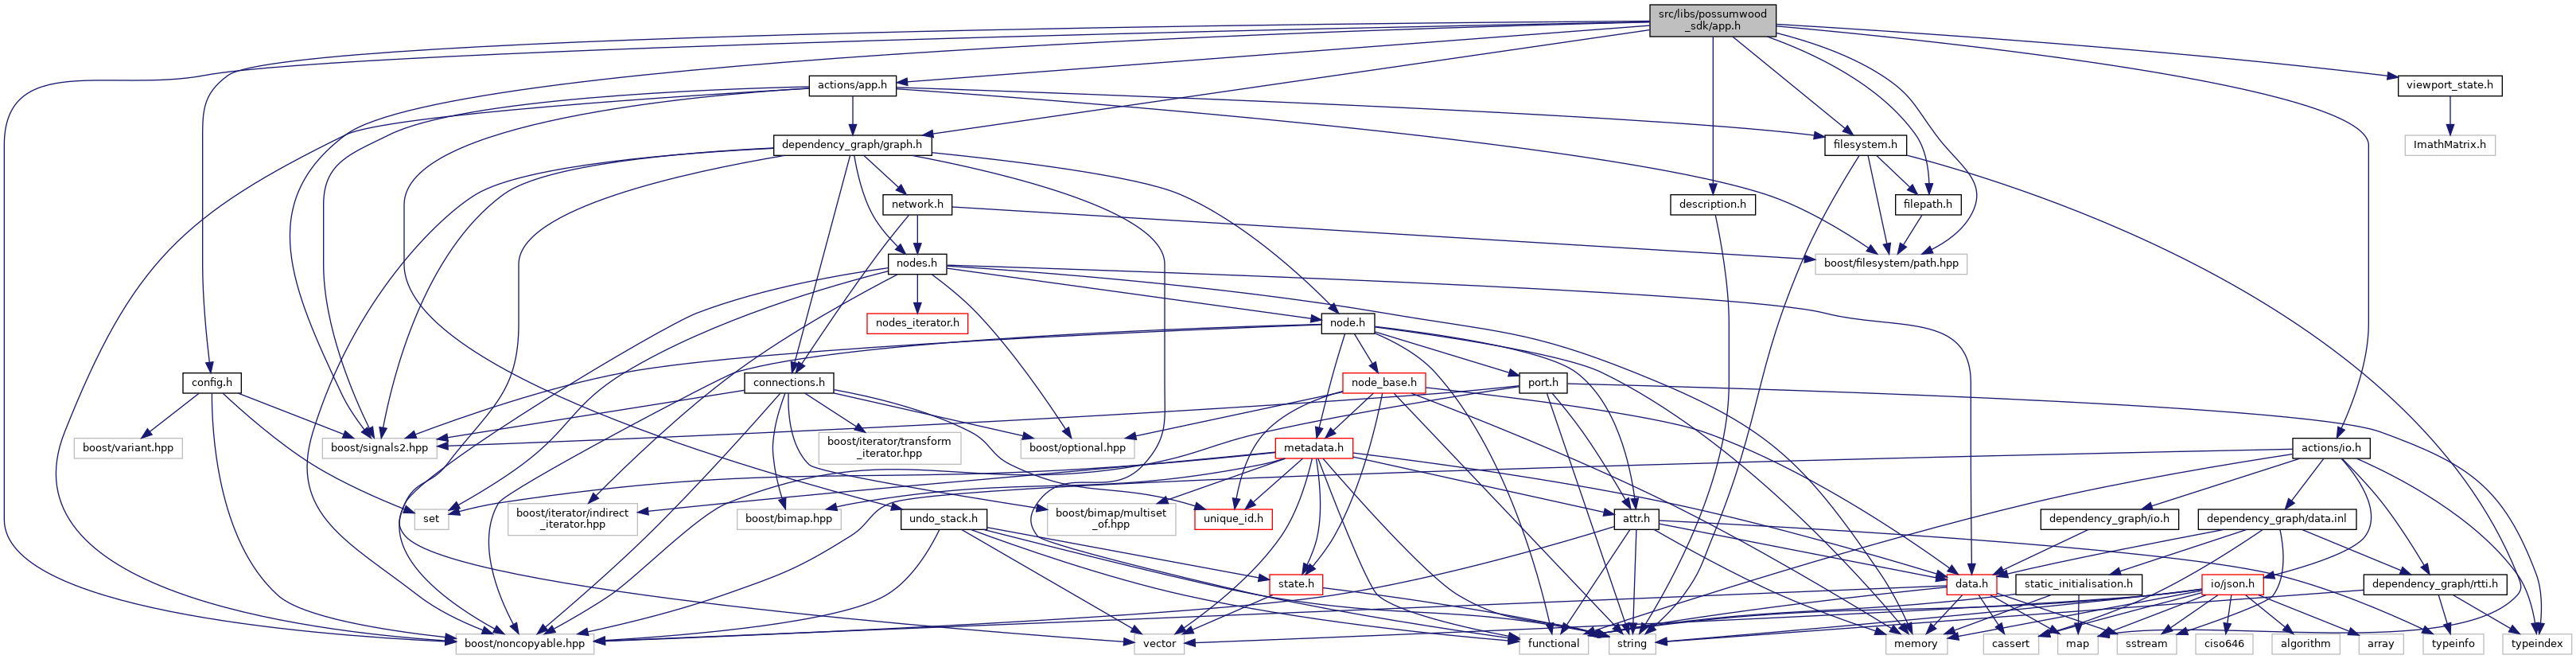 src/libs/possumwood
_sdk/app.h
actions/app.h
viewport_state.h
dependency_graph/graph.h
filesystem.h
ImathMatrix.h
network.h
description.h
filepath.h
nodes.h
boost/filesystem/path.hpp
nodes_iterator.h
node.h
config.h
connections.h
node_base.h
port.h
boost/variant.hpp
boost/signals2.hpp
boost/iterator/transform
_iterator.hpp
boost/optional.hpp
metadata.h
actions/io.h
set
boost/iterator/indirect
_iterator.hpp
boost/bimap.hpp
undo_stack.h
boost/bimap/multiset
_of.hpp
unique_id.h
attr.h
dependency_graph/io.h
dependency_graph/data.inl
state.h
data.h
static_initialisation.h
io/json.h
dependency_graph/rtti.h
boost/noncopyable.hpp
vector
functional
string
memory
cassert
map
sstream
ciso646
algorithm
array
typeinfo
typeindex